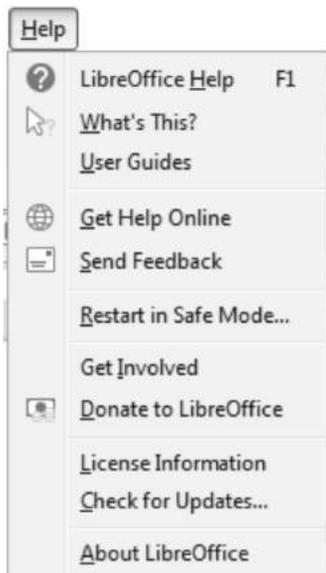 Help
LibreOffice Help F1
What's This?
User Guides
Get Help Online
Send Feedback
Restart in Safe Mode...
Get Involved
Donate to LibreOffice
License Information
Check for Updates...
About LibreOffice